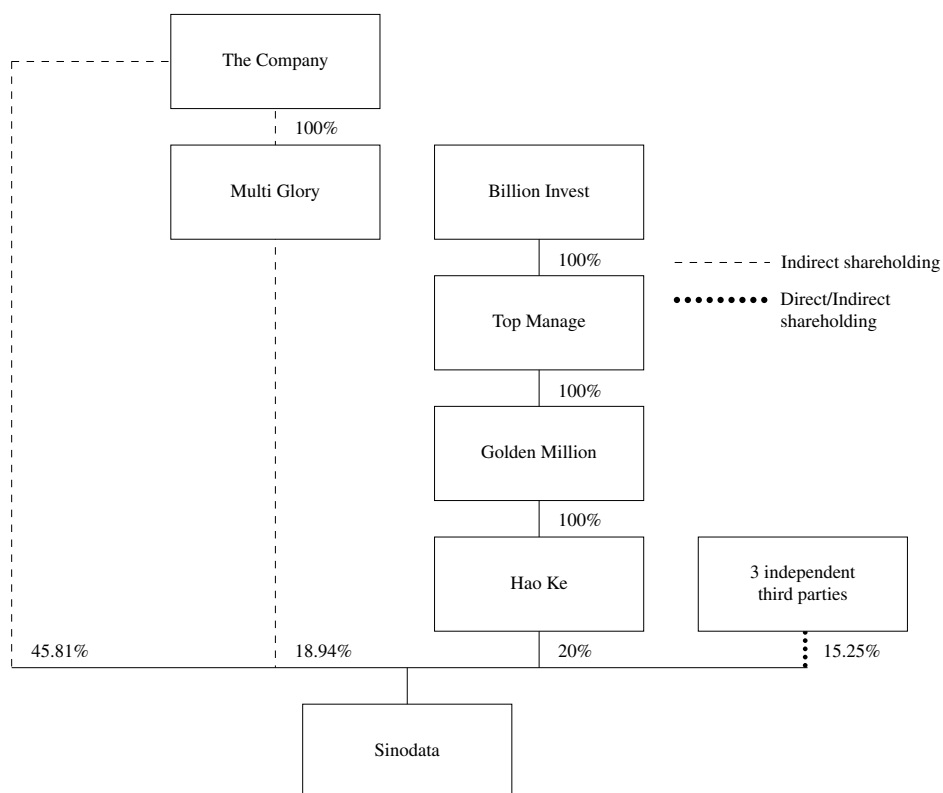 The Company
100%
Multi Glory
Billion Invest
100%
Indirect shareholding
Direct/Indirect
shareholding
Top Manage
100%
Golden Million
100%
Hao Ke
3 independent
third parties
45.81%
18.94%
20%
15.25%
Sinodata